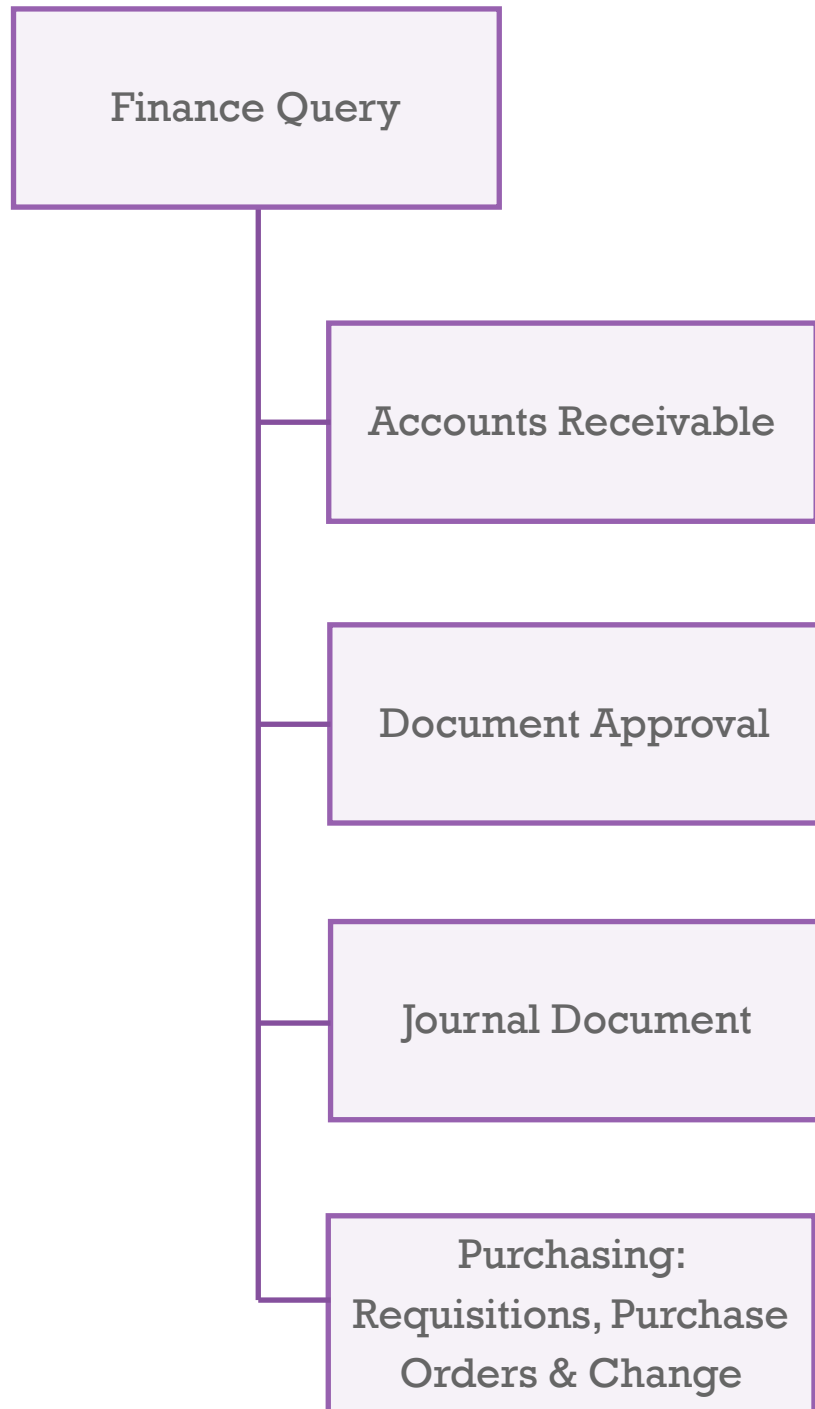 Finance Query
Accounts Receivable
Document Approval
Journal Document
Purchasing:
Requisitions, Purchase
Orders & Change